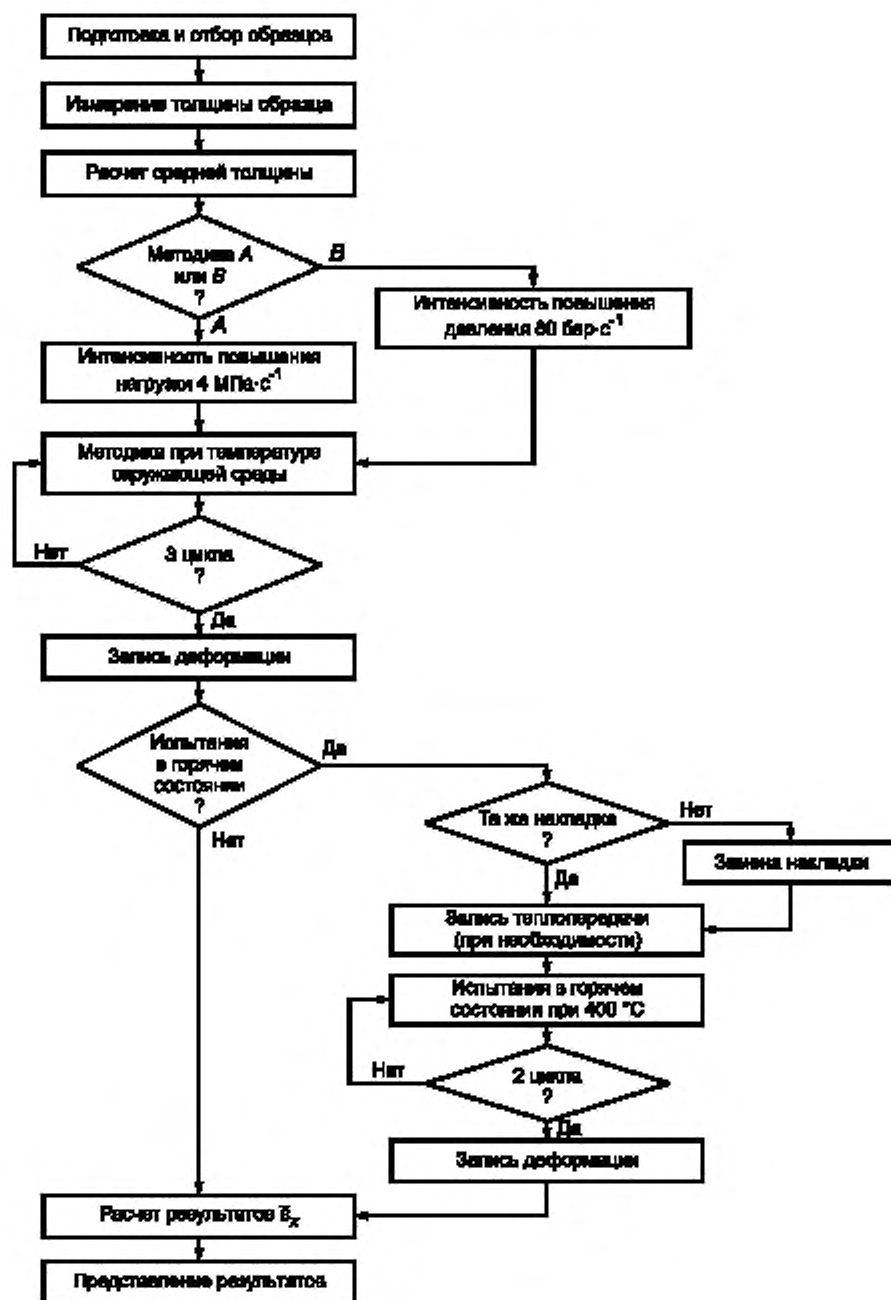 Подготовка и отбор образцов
Измерение толщины образца
Расчет средней толщины
Методика A
или B
?
B
A
Интенсивность повышения
давления 80 бар·с⁻¹
Интенсивность повышения
нагрузки 4 МПа·с⁻¹
Методика при температуре
окружающей среды
3 цикла
?
Нет
Да
Запись деформации
Испытания
в горячем
состоянии
?
Да
Нет
Та же накладка
?
Нет
Да
Замена накладки
Запись теплопередачи
(при необходимости)
Испытания в горячем
состоянии при 400 °С
2 цикла
?
Нет
Да
Запись деформации
Расчет результатов ε̄ₓ
Представление результатов